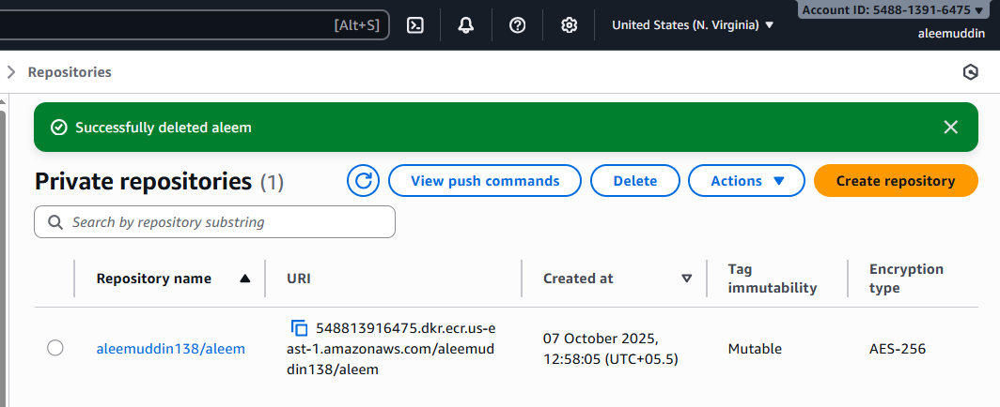 Account ID: 5488-1391-6475
[Alt+S]
United States (N. Virginia)
aleemuddin
Repositories
Successfully deleted aleem
Private repositories (1)
View push commands
Delete
Actions
Create repository
Search by repository substring
Repository name
URI
Created at
Tag
immutability
Encryption
type
aleemuddin138/aleem
548813916475.dkr.ecr.us-e
ast-1.amazonaws.com/aleemud
din138/aleem
07 October 2025,
12:58:05 (UTC+05.5)
Mutable
AES-256